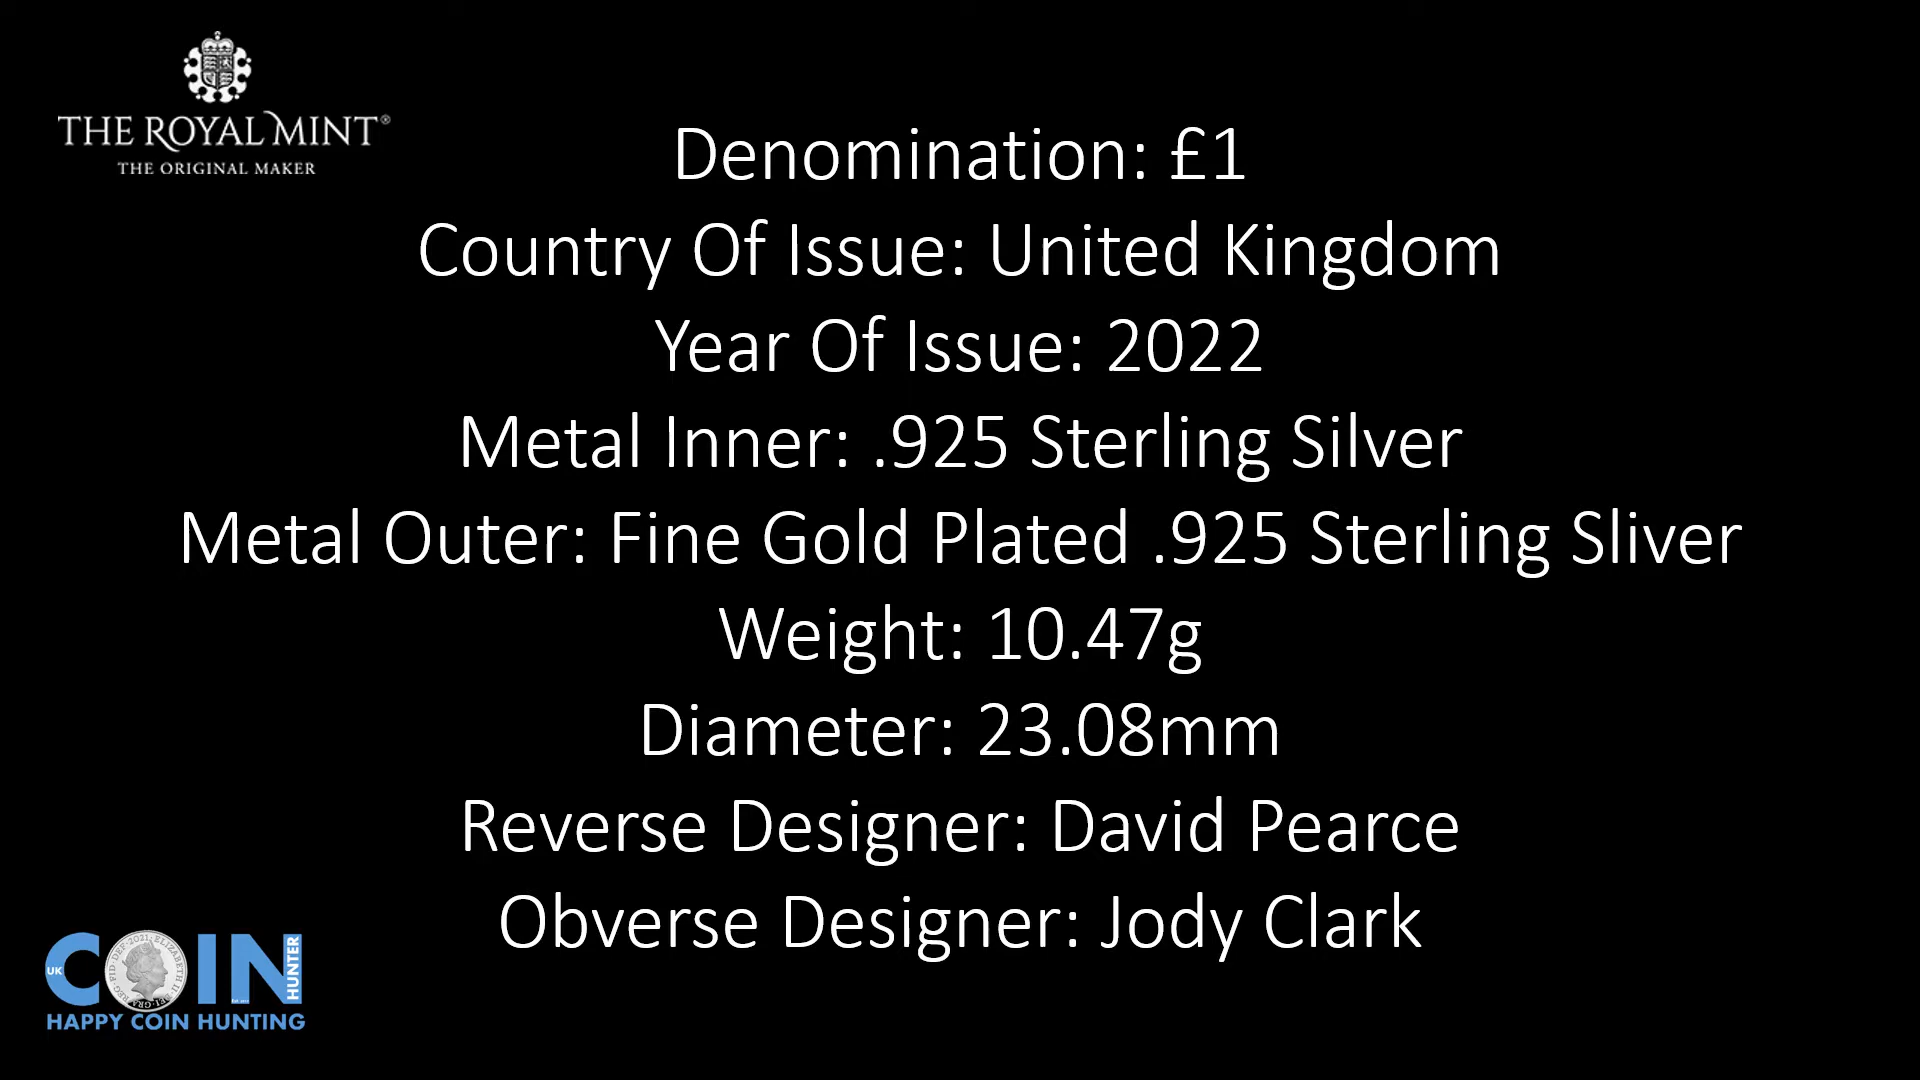 THE ROYAL MINT®
THE ORIGINAL MAKER
Denomination: £1
Country Of Issue: United Kingdom
Year Of Issue: 2022
Metal Inner: .925 Sterling Silver
Metal Outer: Fine Gold Plated .925 Sterling Sliver
Weight: 10.47g
Diameter: 23.08mm
Reverse Designer: David Pearce
Obverse Designer: Jody Clark
UK COIN HUNTER
HAPPY COIN HUNTING